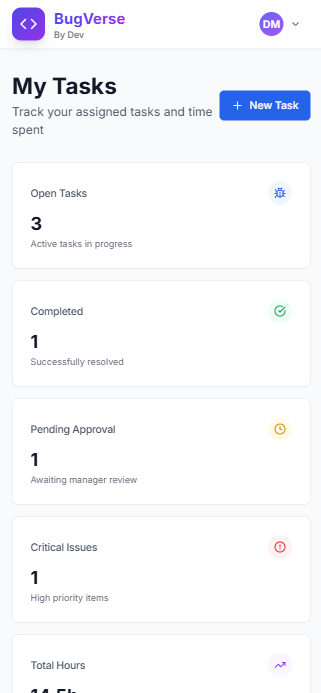 BugVerse
By Dev
DM
My Tasks
Track your assigned tasks and time
spent
New Task
Open Tasks
3
Active tasks in progress
Completed
1
Successfully resolved
Pending Approval
1
Awaiting manager review
Critical Issues
1
High priority items
Total Hours
14.5h